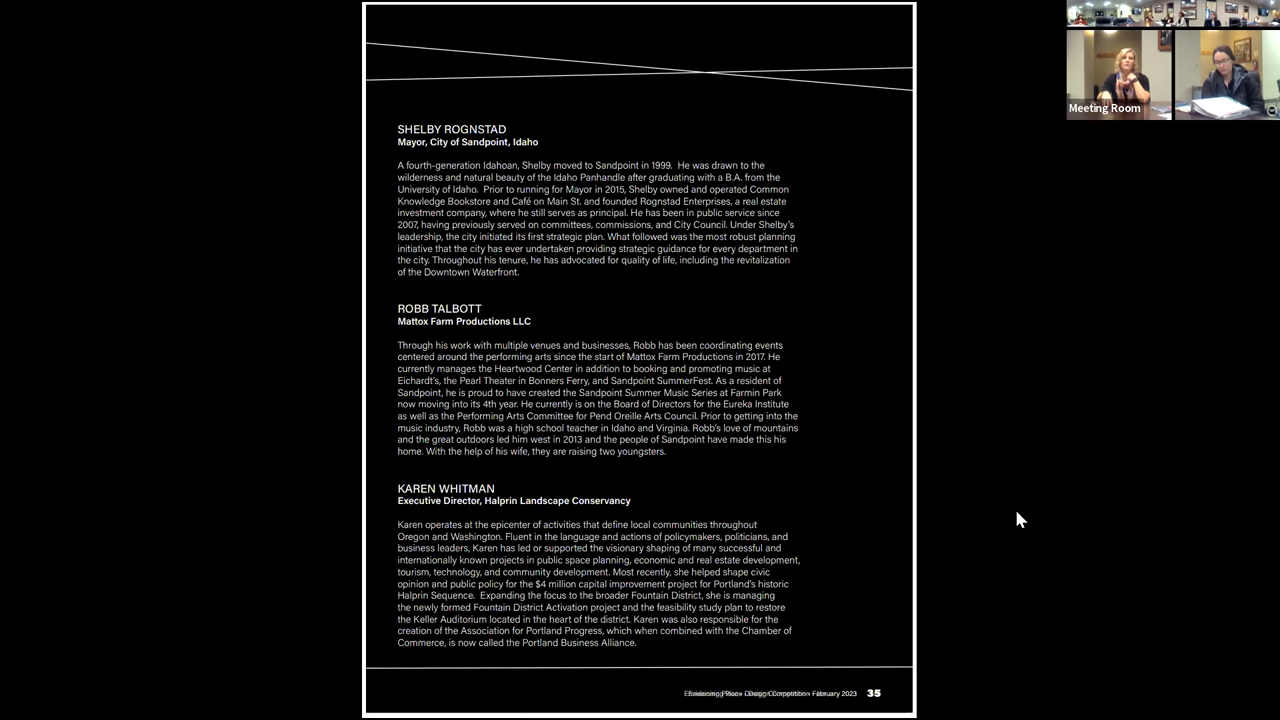 Meeting Room
SHELBY ROGNSTAD
Mayor, City of Sandpoint, Idaho
A fourth-generation Idahoan, Shelby moved to Sandpoint in 1999. He was drawn to the
wilderness and natural beauty of the Idaho Panhandle after graduating with a B.A. from the
University of Idaho. Prior to running for Mayor in 2015, Shelby owned and operated Common
Knowledge Bookstore and Café on Main St. and founded Rognstad Enterprises, a real estate
investment company, where he still serves as principal. He has been in public service since
2007, having previously served on committees, commissions, and City Council. Under Shelby's
leadership, the city initiated its first strategic plan. What followed was the most robust planning
initiative that the city has ever undertaken providing strategic guidance for every department in
the city. Throughout his tenure, he has advocated for quality of life, including the revitalization
of the Downtown Waterfront.
ROBB TALBOTT
Mattox Farm Productions LLC
Through his work with multiple venues and businesses, Robb has been coordinating events
centered around the performing arts since the start of Mattox Farm Productions in 2017. He
currently manages the Heartwood Center in addition to booking and promoting music at
Eichardt's, the Pearl Theater in Bonners Ferry, and Sandpoint SummerFest. As a resident of
Sandpoint, he is proud to have created the Sandpoint Summer Music Series at Farmin Park
now moving into its 4th year. He currently is on the Board of Directors for the Eureka Institute
as well as the Performing Arts Committee for Pend Oreille Arts Council. Prior to getting into the
music industry, Robb was a high school teacher in Idaho and Virginia. Robb's love of mountains
and the great outdoors led him west in 2013 and the people of Sandpoint have made this his
home. With the help of his wife, they are raising two youngsters.
KAREN WHITMAN
Executive Director, Halprin Landscape Conservancy
Karen operates at the epicenter of activities that define local communities throughout
Oregon and Washington. Fluent in the language and actions of policymakers, politicians, and
business leaders, Karen has led or supported the visionary shaping of many successful and
internationally known projects in public space planning, economic and real estate development,
tourism, technology, and community development. Most recently, she helped shape civic
opinion and public policy for the $4 million capital improvement project for Portland's historic
Halprin Sequence. Expanding the focus to the broader Fountain District, she is managing
the newly formed Fountain District Activation project and the feasibility study plan to restore
the Keller Auditorium located in the heart of the district. Karen was also responsible for the
creation of the Association for Portland Progress, which when combined with the Chamber of
Commerce, is now called the Portland Business Alliance.
Design Competition February 2023 35